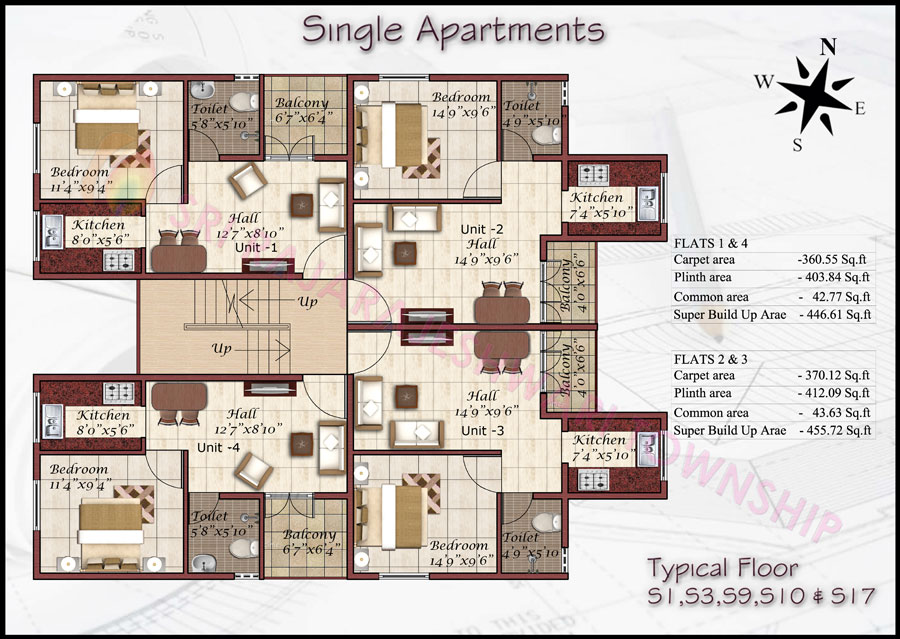 Single Apartments
N
W
E
S
Bedroom
11'4"x9'4"
Toilet
5'8"x5'10"
Balcony
6'7"x6'4"
Bedroom
14'9"x9'6"
Toilet
4'9"x5'10"
Kitchen
8'0"x5'6"
Hall
12'7"x8'10"
Unit -1
Unit -2
Hall
14'9"x9'6"
Kitchen
7'4"x5'10"
Balcony
4'0"x6'6"
Up
Up
FLATS 1 & 4
Carpet area -360.55 Sq.ft
Plinth area - 403.84 Sq.ft
Common area - 42.77 Sq.ft
Super Build Up Arae - 446.61 Sq.ft
FLATS 2 & 3
Carpet area - 370.12 Sq.ft
Plinth area - 412.09 Sq.ft
Common area - 43.63 Sq.ft
Super Build Up Arae - 455.72 Sq.ft
Kitchen
8'0"x5'6"
Hall
12'7"x8'10"
Unit -4
Hall
14'9"x9'6"
Unit -3
Balcony
4'0"x6'6"
Kitchen
7'4"x5'10"
Bedroom
11'4"x9'4"
Toilet
5'8"x5'10"
Balcony
6'7"x6'4"
Bedroom
14'9"x9'6"
Toilet
4'9"x5'10"
SRI TOWNSHIP
Typical Floor
S1,S3,S9,S10 & S17